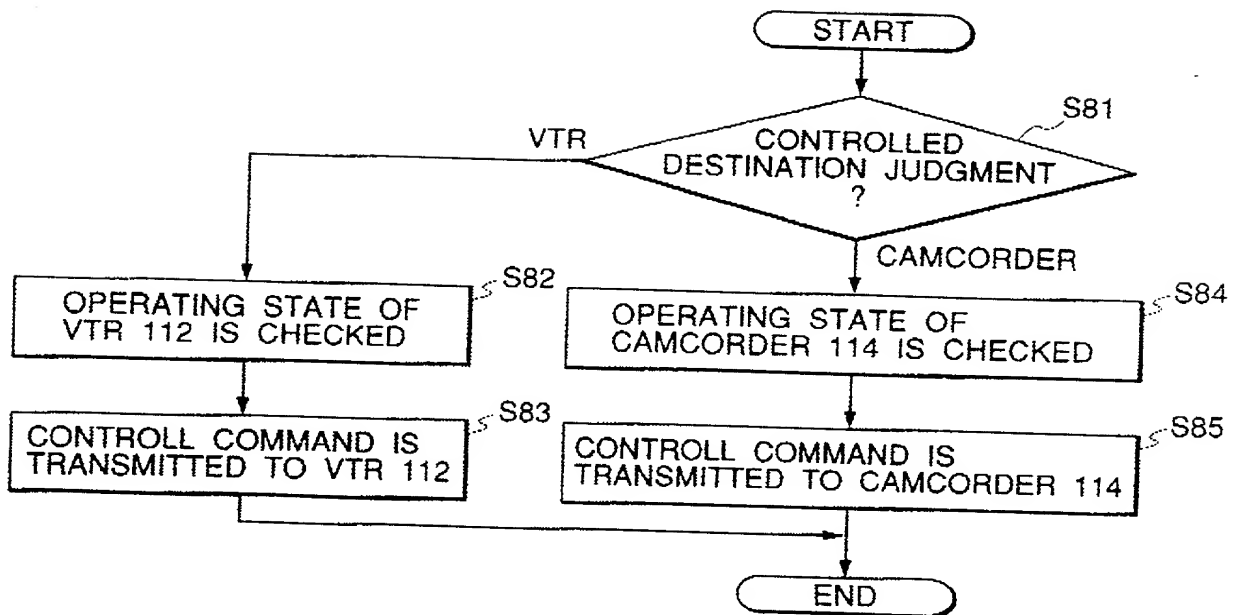 START
S81
VTR
CONTROLLED
DESTINATION JUDGMENT
?
CAMCORDER
S82
OPERATING STATE OF
VTR 112 IS CHECKED
S84
OPERATING STATE OF
CAMCORDER 114 IS CHECKED
S83
CONTROLL COMMAND IS
TRANSMITTED TO VTR 112
S85
CONTROLL COMMAND IS
TRANSMITTED TO CAMCORDER 114
END